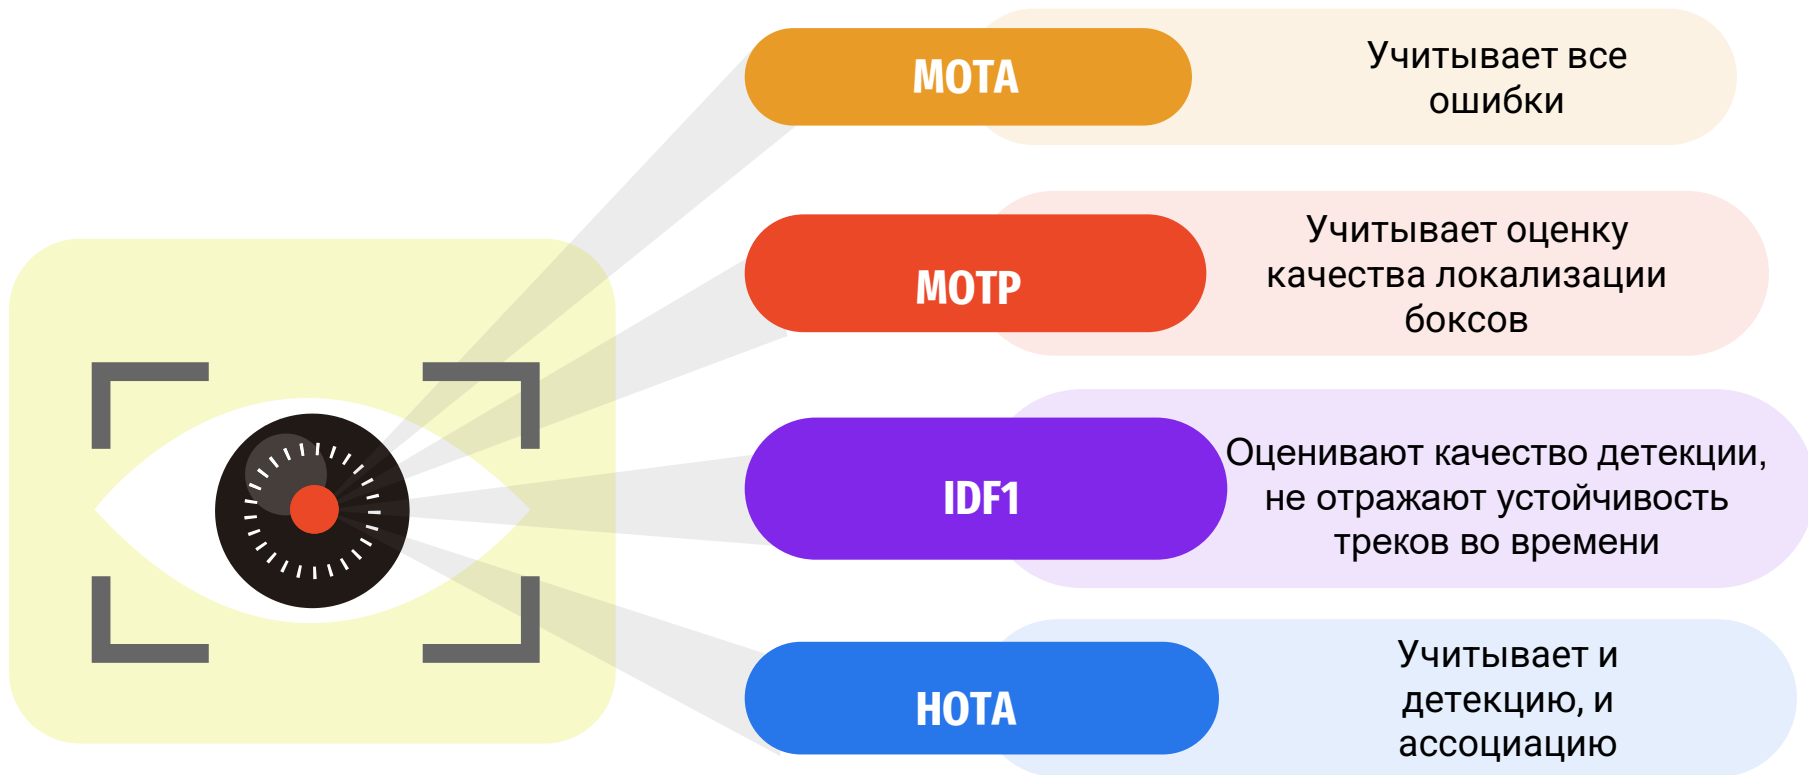 MOTA
Учитывает все
ошибки
MOTP
Учитывает оценку
качества локализации
боксов
IDF1
Оценивают качество детекции,
не отражают устойчивость
треков во времени
HOTA
Учитывает и
детекцию, и
ассоциацию